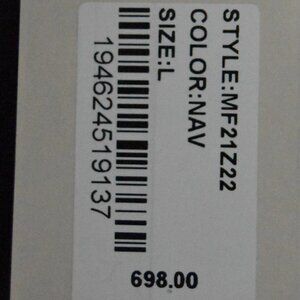 STYLE:MF21Z22
COLOR:NAV
SIZE:L
194624519137
698.00